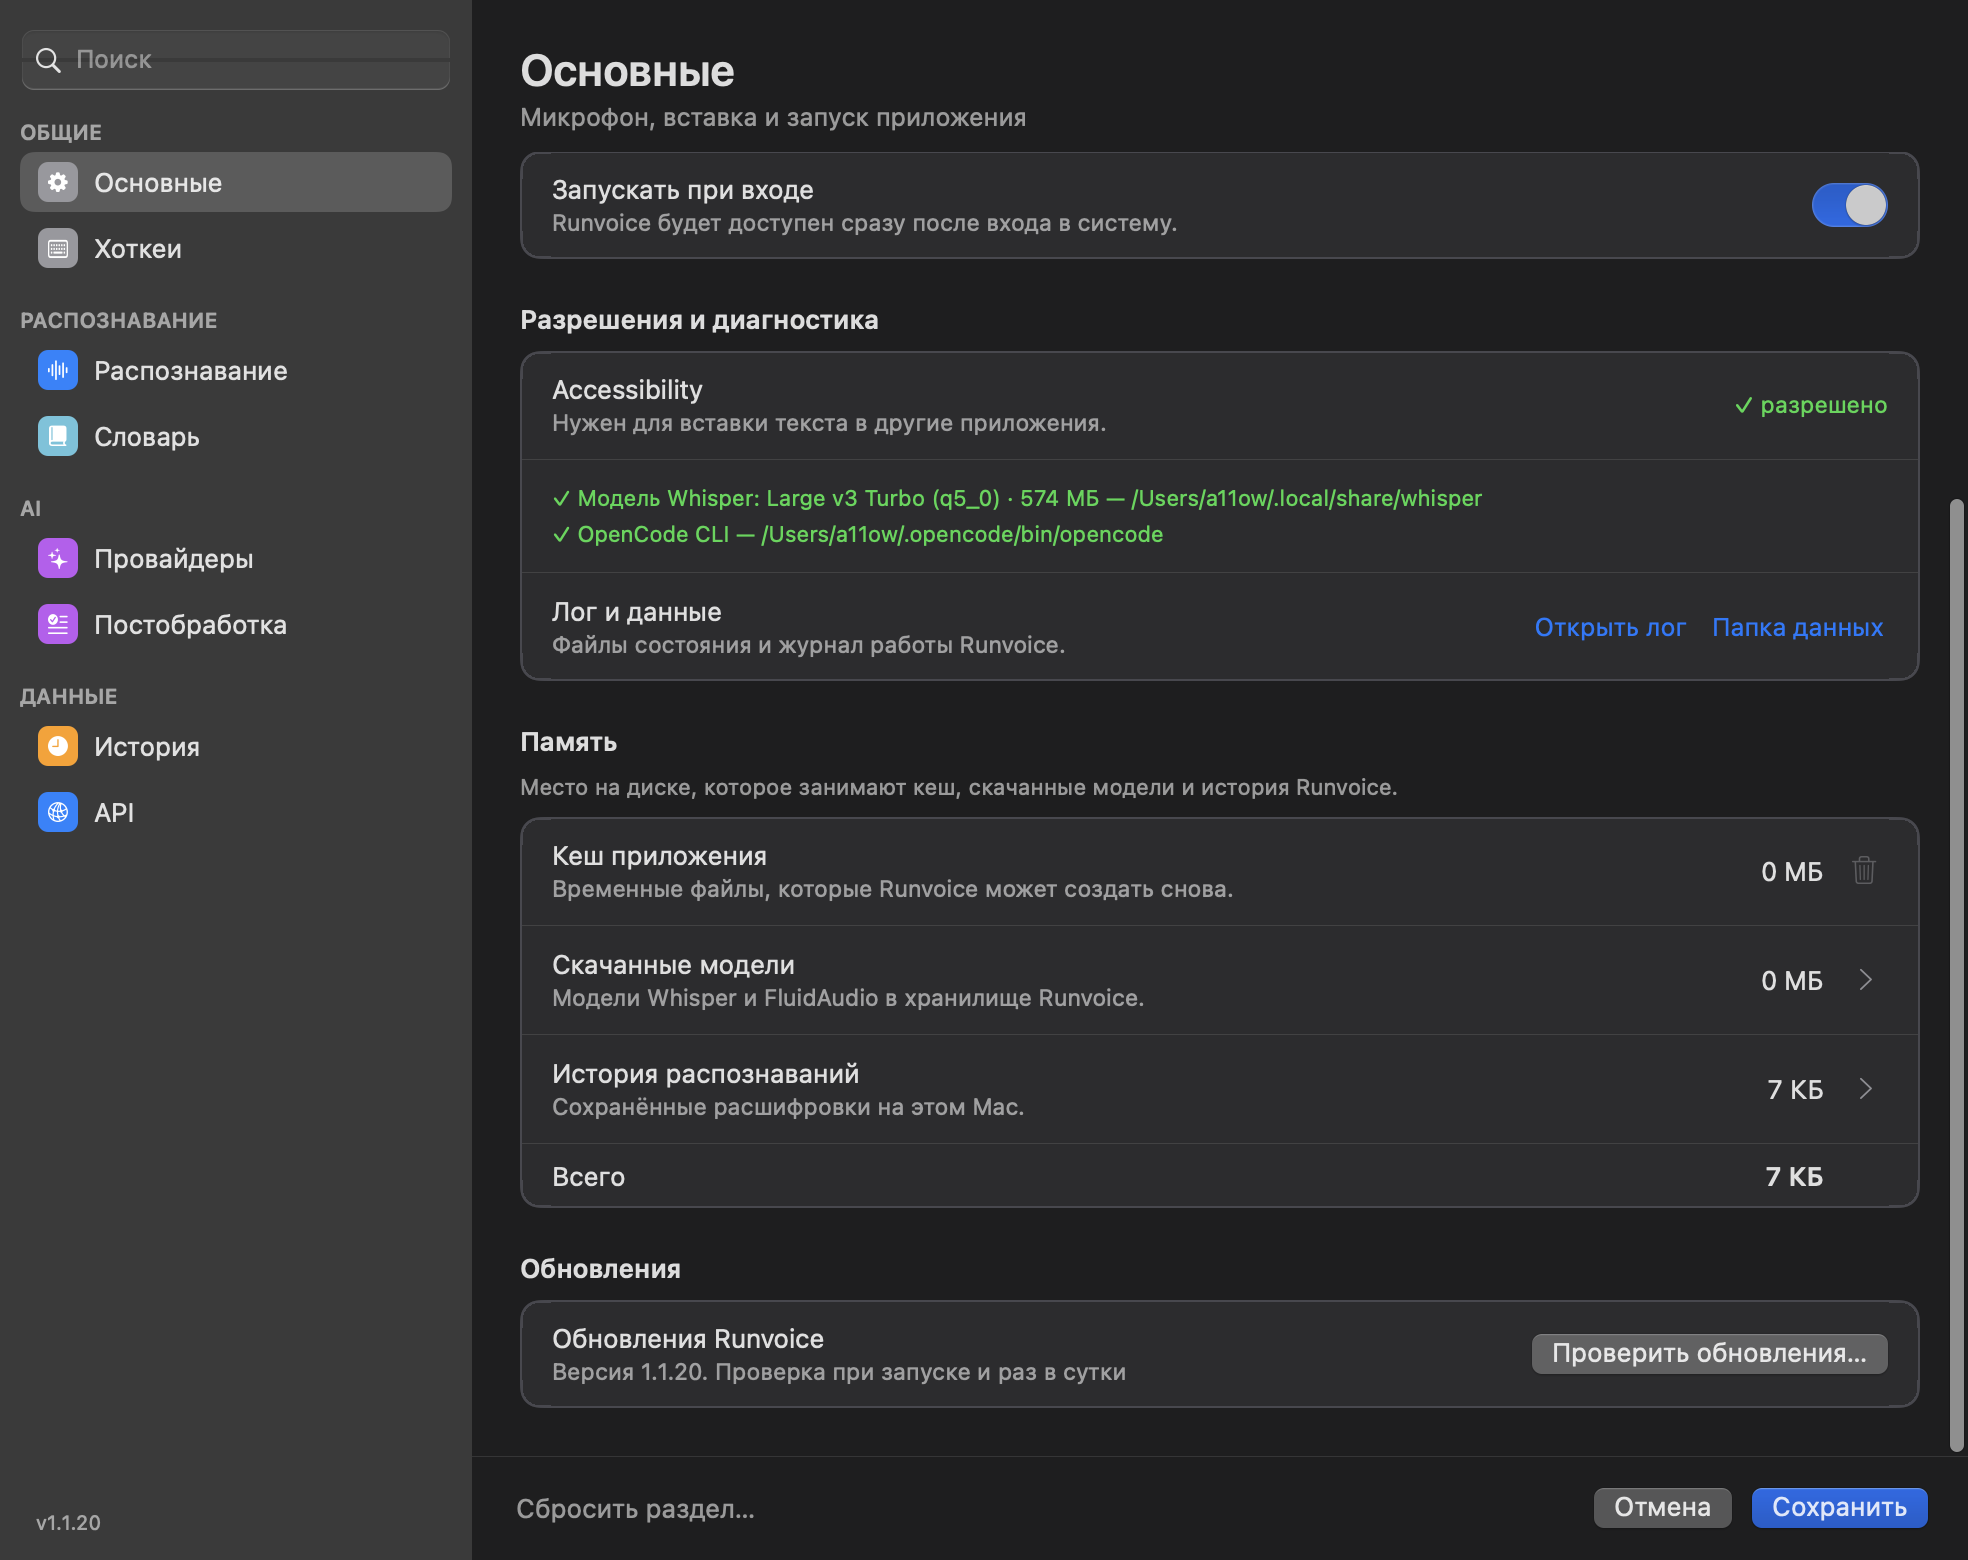 Поиск
ОБЩИЕ
Основные
Хоткеи
РАСПОЗНАВАНИЕ
Распознавание
Словарь
AI
Провайдеры
Постобработка
ДАННЫЕ
История
API
v1.1.20
Основные
Микрофон, вставка и запуск приложения
Запускать при входе
Runvoice будет доступен сразу после входа в систему.
Разрешения и диагностика
Accessibility
Нужен для вставки текста в другие приложения.
✓ разрешено
✓ Модель Whisper: Large v3 Turbo (q5_0) · 574 МБ — /Users/a11ow/.local/share/whisper
✓ OpenCode CLI — /Users/a11ow/.opencode/bin/opencode
Лог и данные
Файлы состояния и журнал работы Runvoice.
Открыть лог Папка данных
Память
Место на диске, которое занимают кеш, скачанные модели и история Runvoice.
Кеш приложения
Временные файлы, которые Runvoice может создать снова.
0 МБ
Скачанные модели
Модели Whisper и FluidAudio в хранилище Runvoice.
0 МБ
История распознаваний
Сохранённые расшифровки на этом Mac.
7 КБ
Всего 7 КБ
Обновления
Обновления Runvoice
Версия 1.1.20. Проверка при запуске и раз в сутки
Проверить обновления...
Сбросить раздел...
Отмена Сохранить